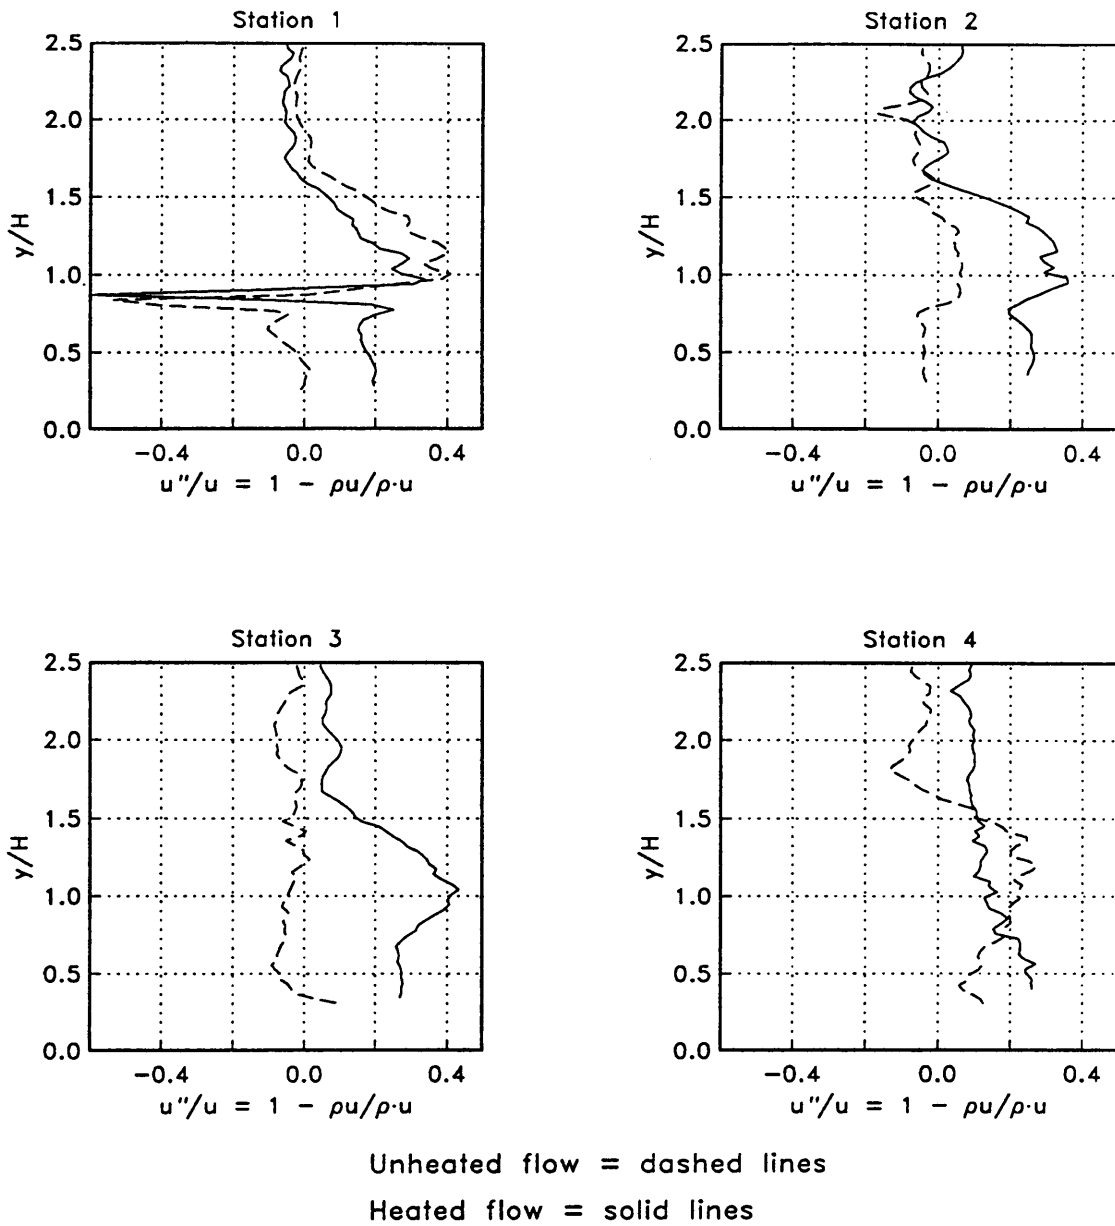 Station 1
2.5
2.0
1.5
1.0
0.5
0.0
y/H
-0.4 0.0 0.4
u"/u = 1 - ρu/ρ·u
Station 2
2.5
2.0
1.5
1.0
0.5
0.0
y/H
-0.4 0.0 0.4
u"/u = 1 - ρu/ρ·u
Station 3
2.5
2.0
1.5
1.0
0.5
0.0
y/H
-0.4 0.0 0.4
u"/u = 1 - ρu/ρ·u
Station 4
2.5
2.0
1.5
1.0
0.5
0.0
y/H
-0.4 0.0 0.4
u"/u = 1 - ρu/ρ·u
Unheated flow = dashed lines
Heated flow = solid lines